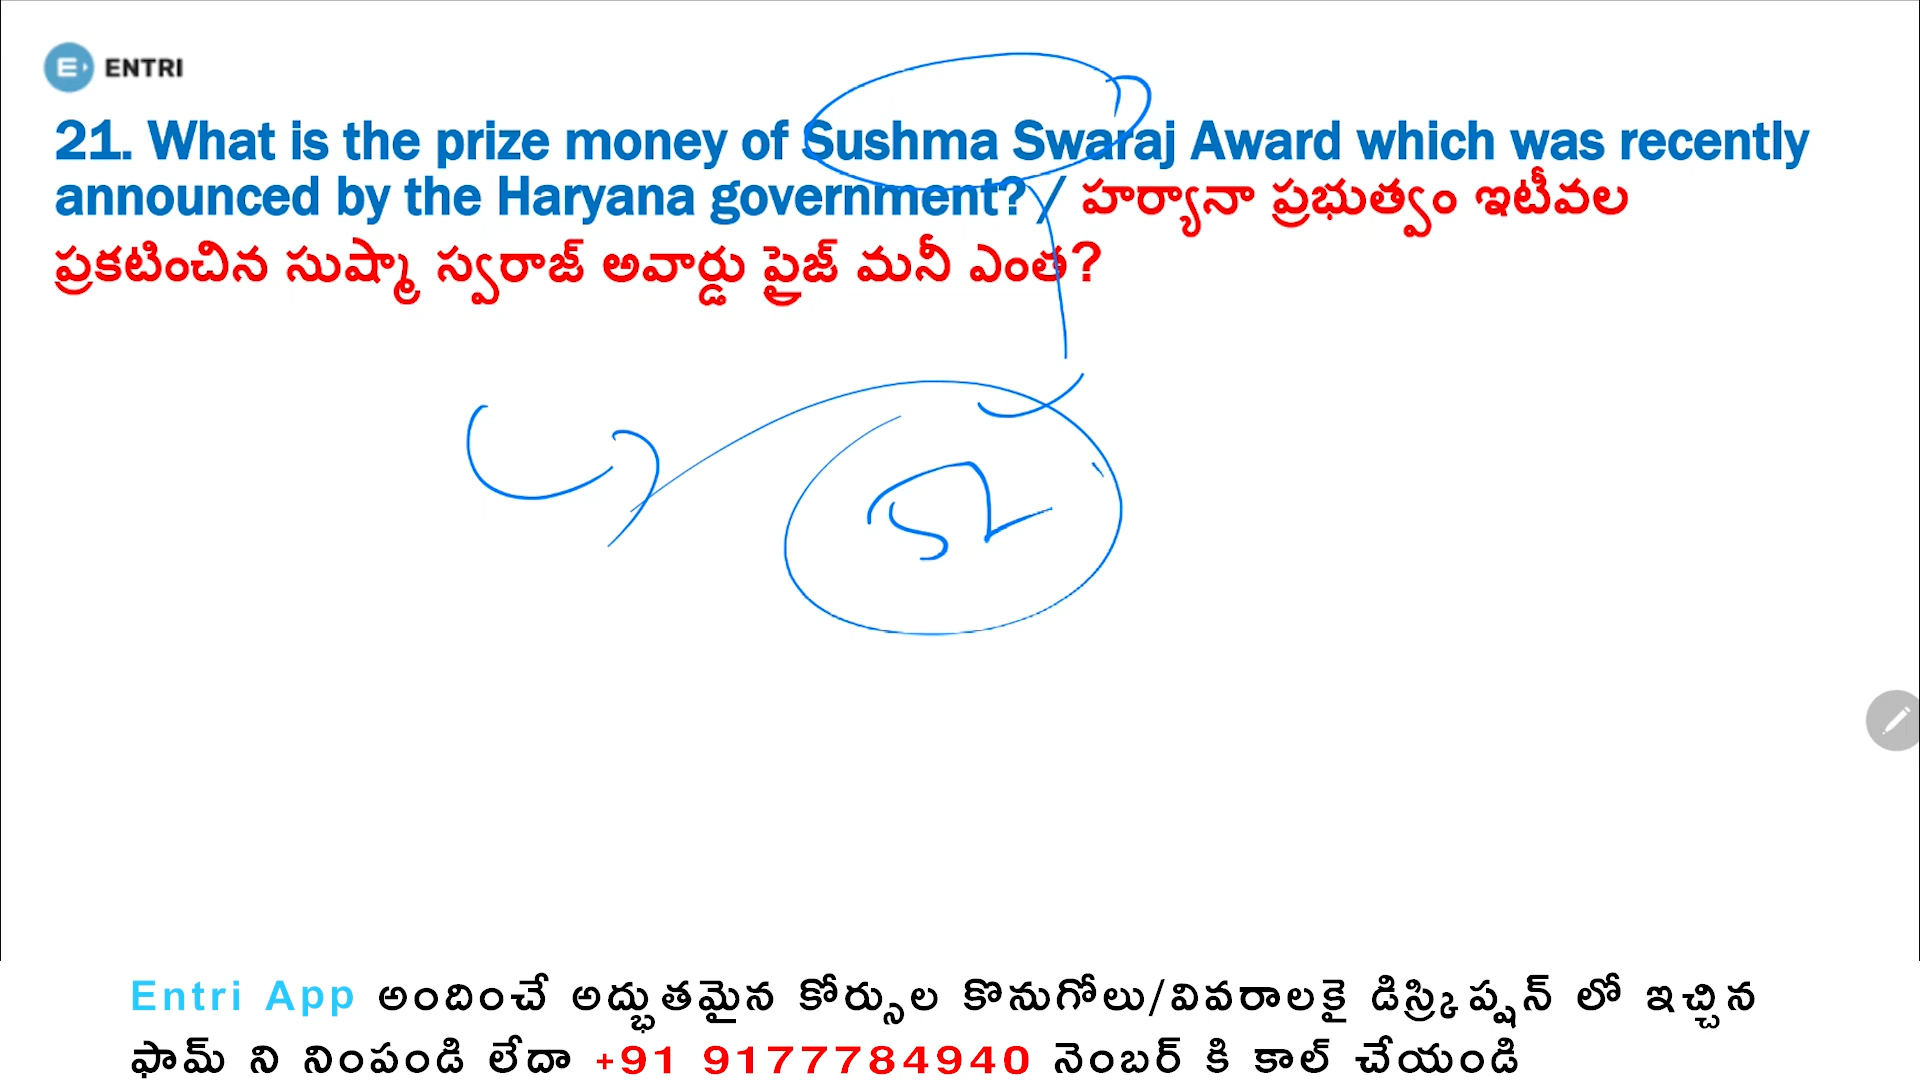 ENTRI
21. What is the prize money of Sushma Swaraj Award which was recently
announced by the Haryana government? / హర్యానా ప్రభుత్వం ఇటీవల
ప్రకటించిన సుష్మా స్వరాజ్ అవార్డు ప్రైజ్ మనీ ఎంత?
5L
Entri App అందించే అద్భుతమైన కోర్సుల కొనుగోలు/వివరాలకై డిస్క్రిప్షన్ లో ఇచ్చిన
ఫామ్ ని నింపండి లేదా +91 9177784940 నెంబర్ కి కాల్ చేయండి